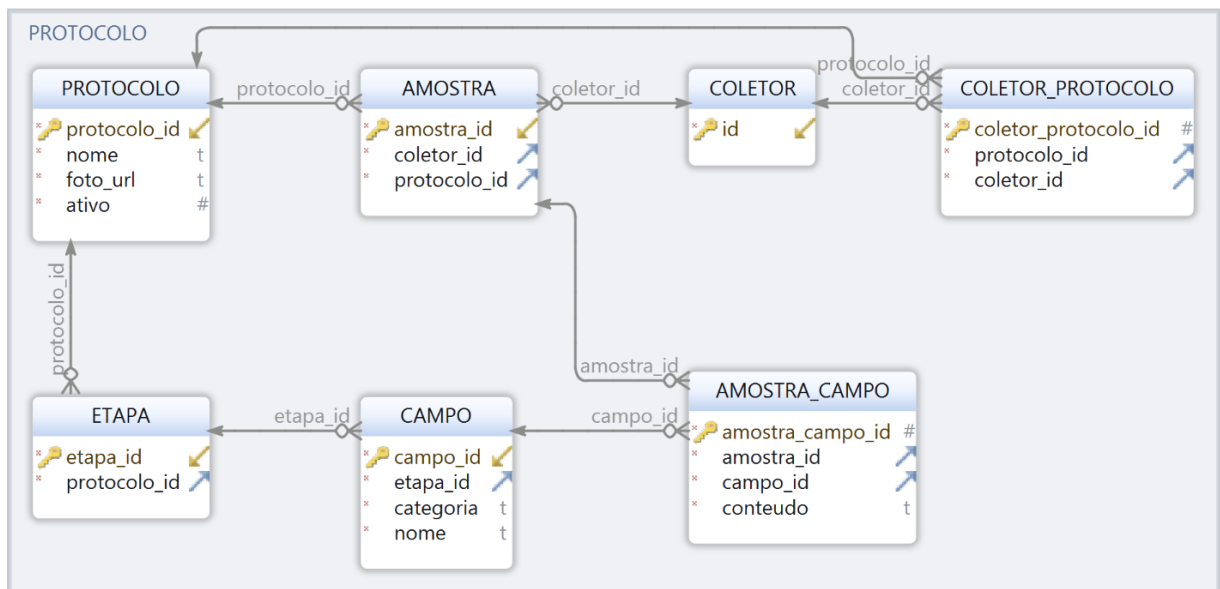 PROTOCOLO
PROTOCOLO
protocolo_id
nome t
foto_url t
ativo #
protocolo_id
AMOSTRA
amostra_id
coletor_id
protocolo_id
coletor_id
COLETOR
id
protocolo_id
coletor_id
COLETOR_PROTOCOLO
coletor_protocolo_id #
protocolo_id
coletor_id
protocolo_id
ETAPA
etapa_id
protocolo_id
etapa_id
CAMPO
campo_id
etapa_id
categoria t
nome t
amostra_id
campo_id
AMOSTRA_CAMPO
amostra_campo_id #
amostra_id
campo_id
conteudo t